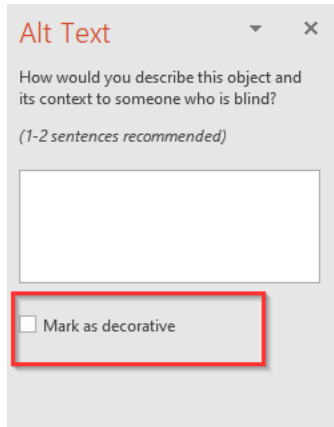 Alt Text
How would you describe this object and
its context to someone who is blind?
(1-2 sentences recommended)
Mark as decorative